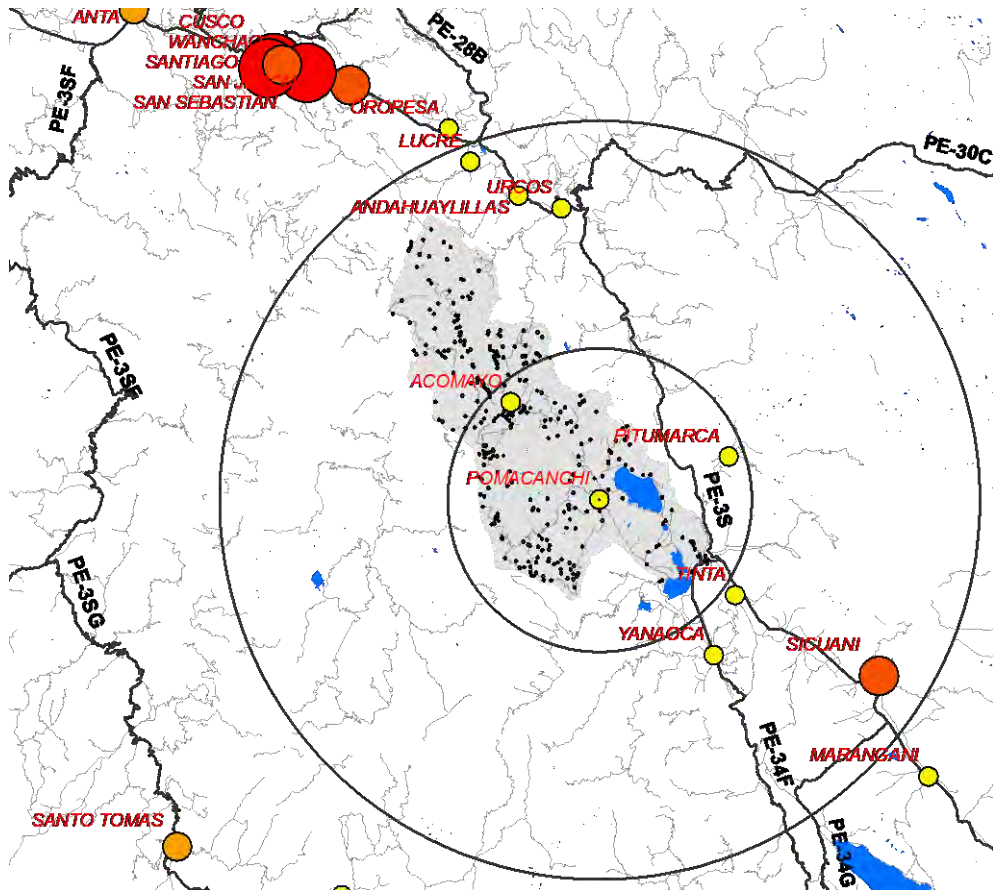 ANTA
CUSCO
PE-28B
WANCHAQ
SANTIAGO
PE-3SF
SAN J
SAN SEBASTIAN
OROPESA
LUCRE
PE-30C
URCOS
ANDAHUAYLILLAS
PE-3SF
ACOMAYO
PITUMARCA
POMACANCHI
PE-3S
TINTA
PE-3SG
YANAOCA
SICUANI
PE-34F
MARANGANI
SANTO TOMAS
PE-34G